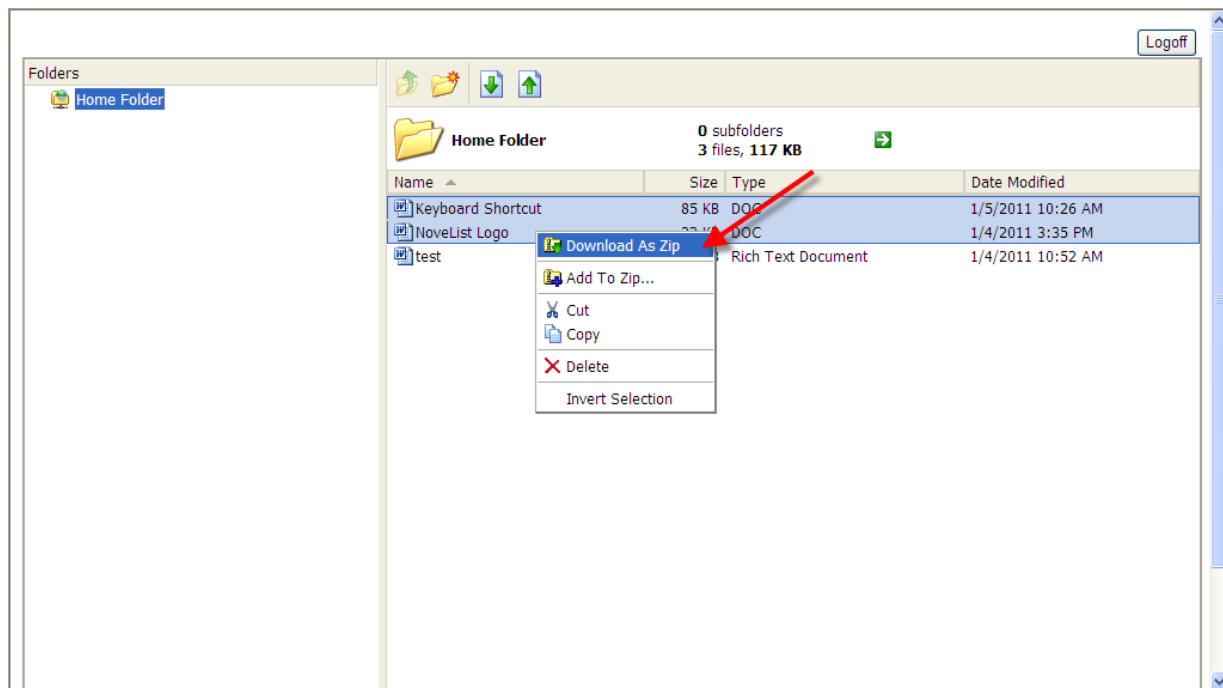 Logoff
Folders
Home Folder
Home Folder
0 subfolders
3 files, 117 KB
Name Size Type Date Modified
Keyboard Shortcut 85 KB DOC 1/5/2011 10:26 AM
NoveList Logo DOC 1/4/2011 3:35 PM
test Rich Text Document 1/4/2011 10:52 AM
Download As Zip
Add To Zip...
Cut
Copy
Delete
Invert Selection